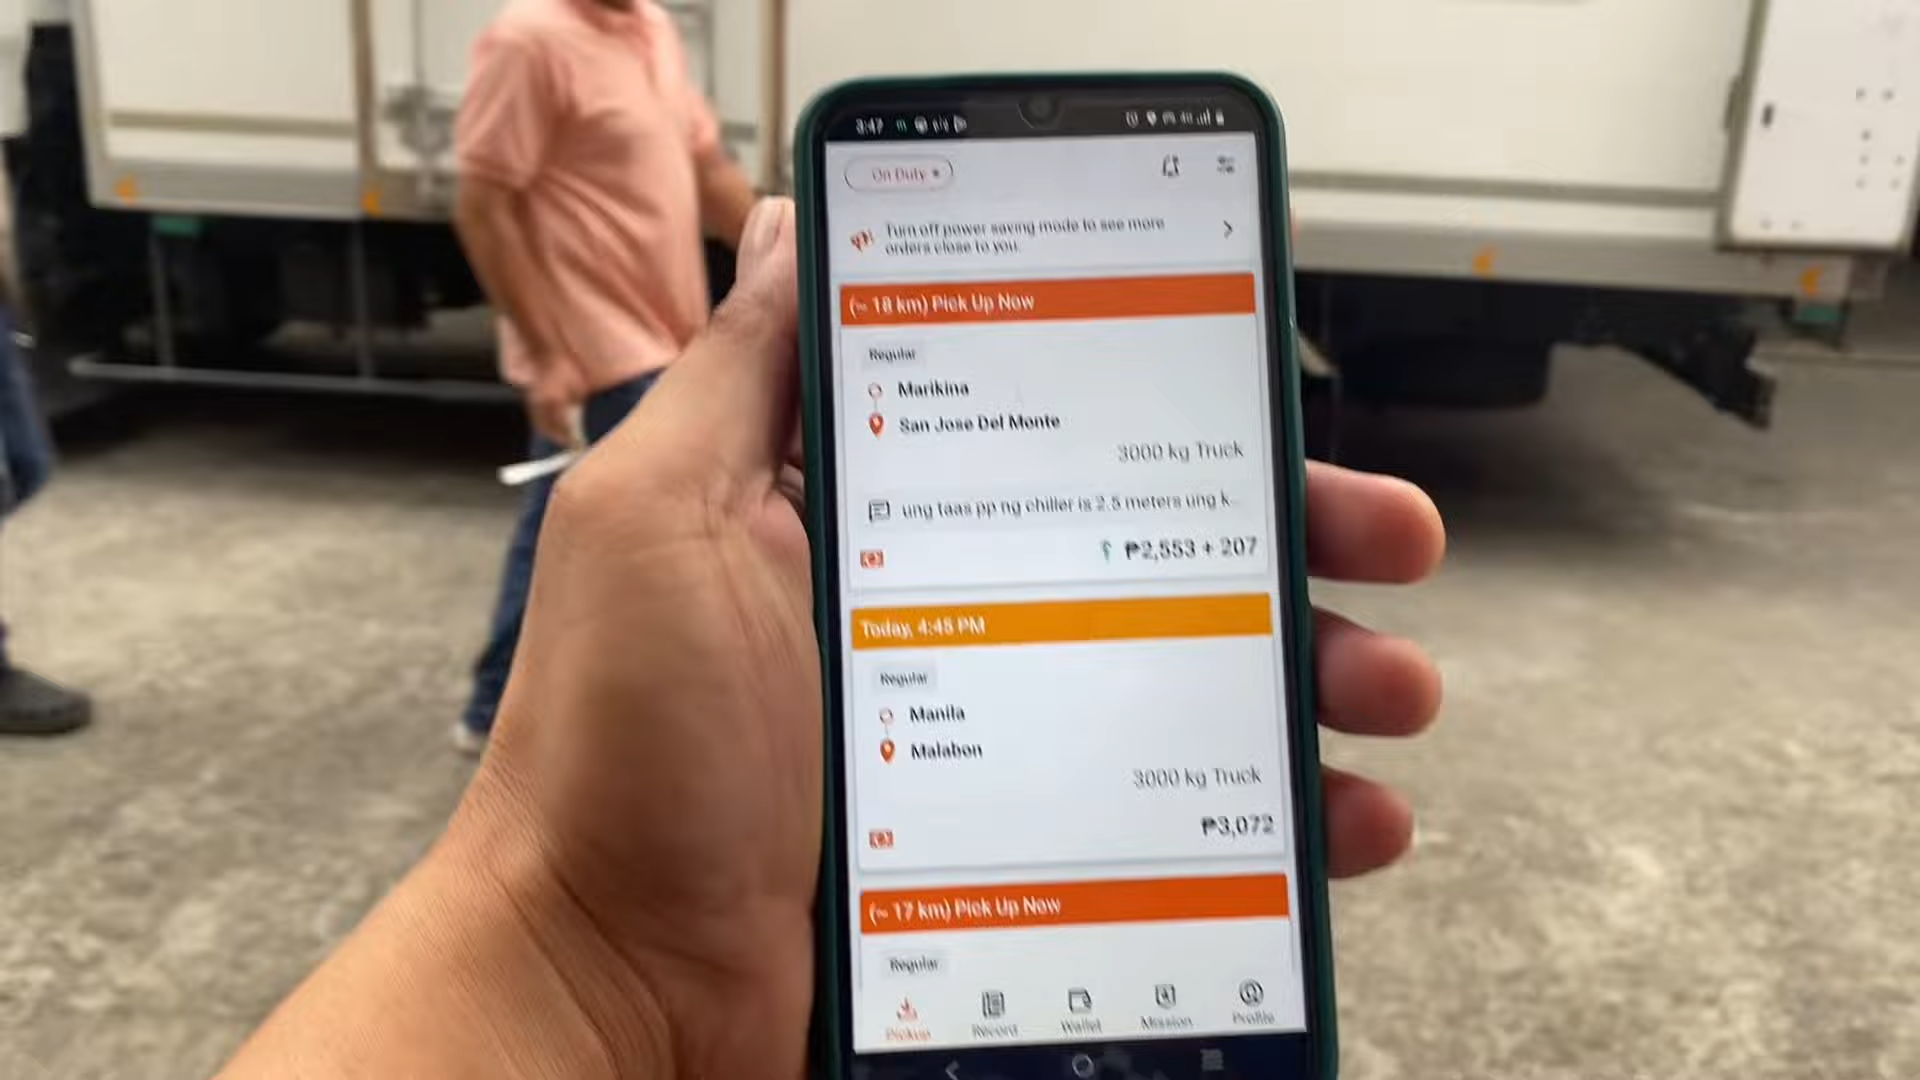 3:47
On Duty
Turn off power saving mode to see more
orders close to you.
(~ 18 km) Pick Up Now
Regular
Marikina
San Jose Del Monte
3000 kg Truck
ung taas pp ng chiller is 2.5 meters ung k...
₱2,553 + 207
Today, 4:45 PM
Regular
Manila
Malabon
3000 kg Truck
₱3,072
(~ 17 km) Pick Up Now
Regular
Pickup Record Wallet Mission Profile